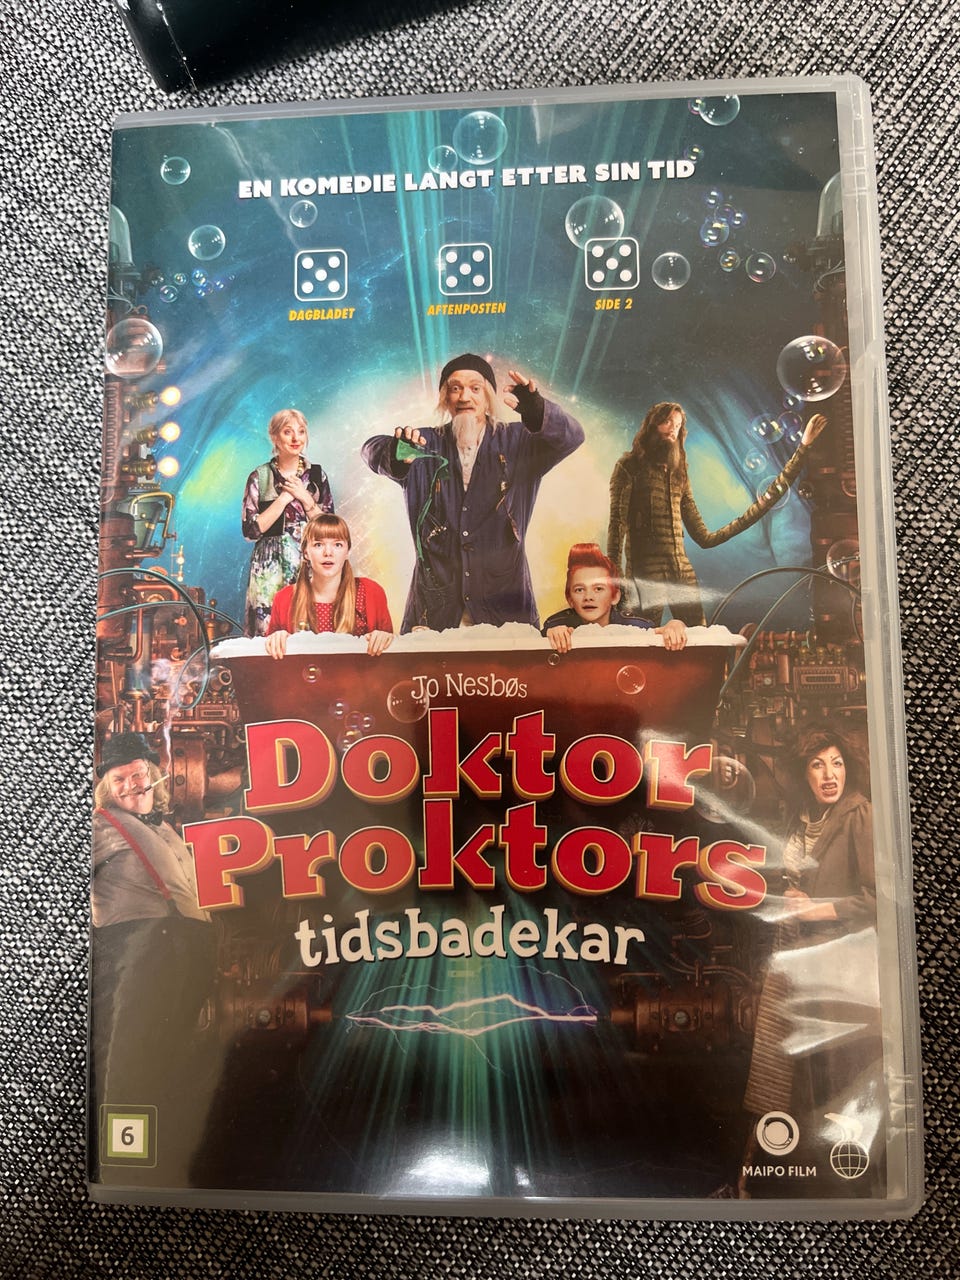 EN KOMEDIE LANGT ETTER SIN TID
DAGBLADET
AFTENPOSTEN
SIDE 2
Jo Nesbøs
Doktor
Proktors
tidsbadekar
6
MAIPO FILM